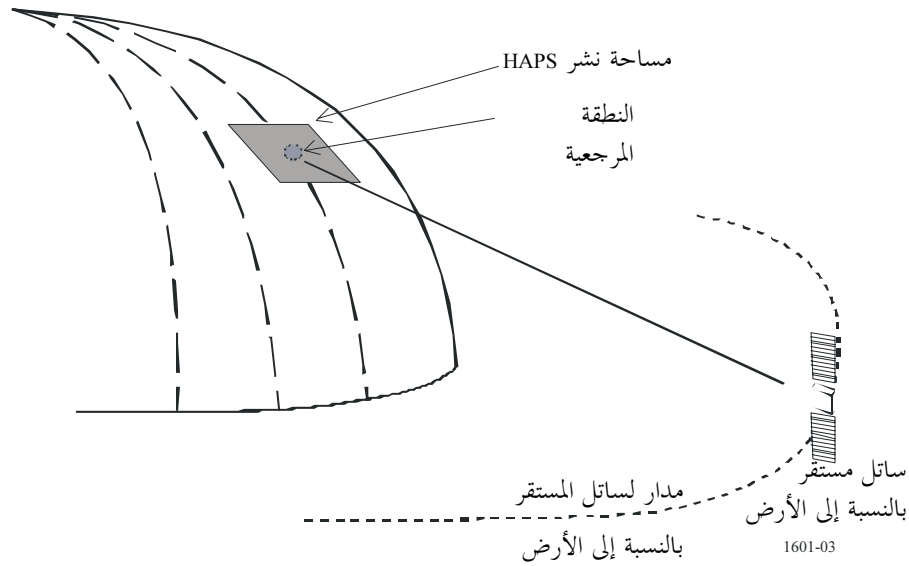 مساحة نشر HAPS
النطقة
المرجعية
ساتل مستقر
بالنسبة إلى الأرض
مدار لساتل المستقر
بالنسبة إلى الأرض
1601-03